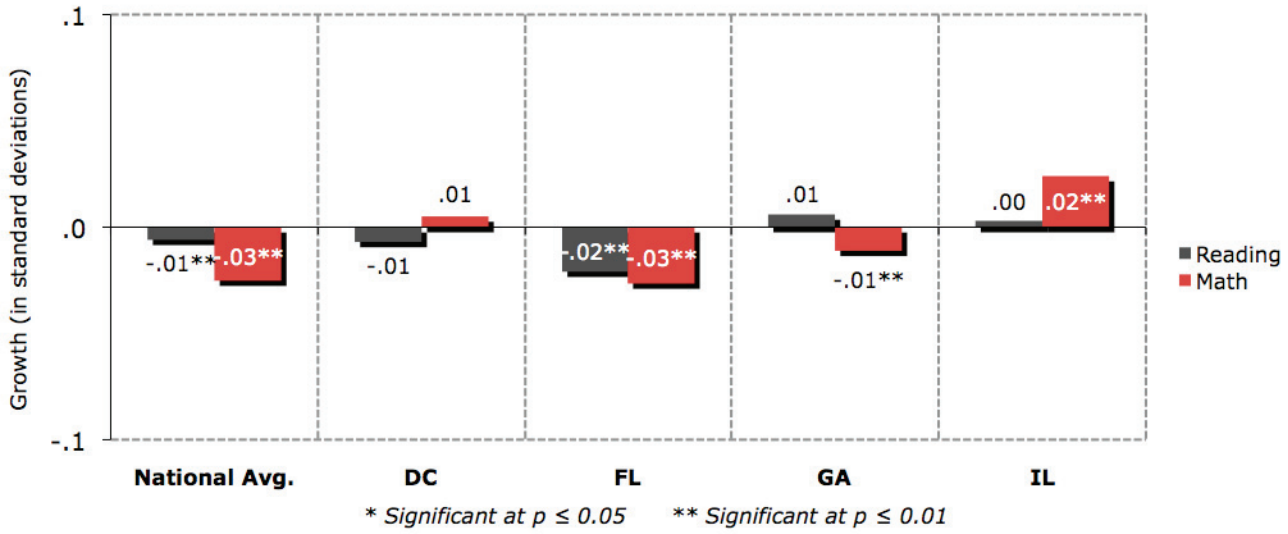 .1
Growth (in standard deviations)
.01
.01
.00
.02**
.0
-.01**
-.03**
-.01
-.02**
-.03**
-.01**
Reading
Math
-.1
National Avg.
DC
FL
GA
IL
* Significant at p ≤ 0.05 ** Significant at p ≤ 0.01